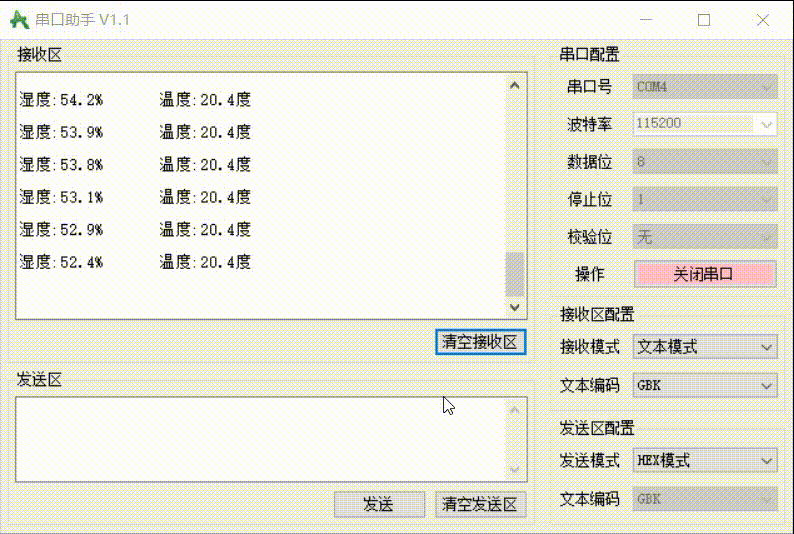 串口助手 V1.1
接收区
湿度:54.2% 温度:20.4度
湿度:53.9% 温度:20.4度
湿度:53.8% 温度:20.4度
湿度:53.1% 温度:20.4度
湿度:52.9% 温度:20.4度
湿度:52.4% 温度:20.4度
清空接收区
发送区
发送 清空发送区
串口配置
串口号 COM4
波特率 115200
数据位 8
停止位 1
校验位 无
操作 关闭串口
接收区配置
接收模式 文本模式
文本编码 GBK
发送区配置
发送模式 HEX模式
文本编码 GBK